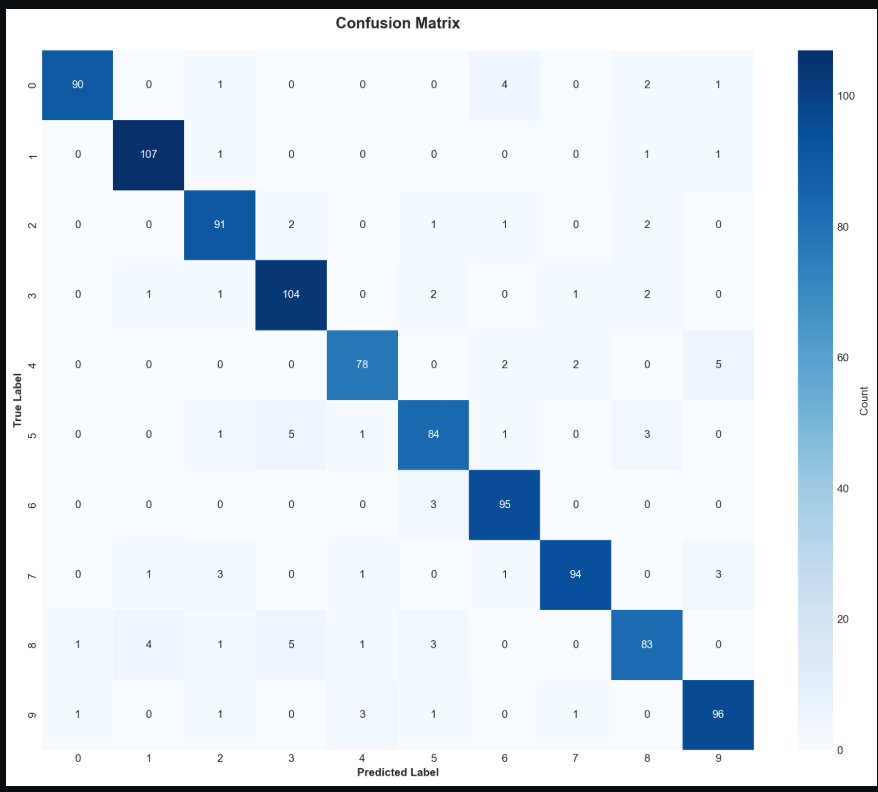 Confusion Matrix
0 90 0 1 0 0 0 4 0 2 1
1 0 107 1 0 0 0 0 0 1 1
2 0 0 91 2 0 1 1 0 2 0
3 0 1 1 104 0 2 0 1 2 0
4 0 0 0 0 78 0 2 2 0 5
5 0 0 1 5 1 84 1 0 3 0
6 0 0 0 0 0 3 95 0 0 0
7 0 1 3 0 1 0 1 94 0 3
8 1 4 1 5 1 3 0 0 83 0
9 1 0 1 0 3 1 0 1 0 96
0 1 2 3 4 5 6 7 8 9
Predicted Label
True Label
100
80
60
40
20
0
Count